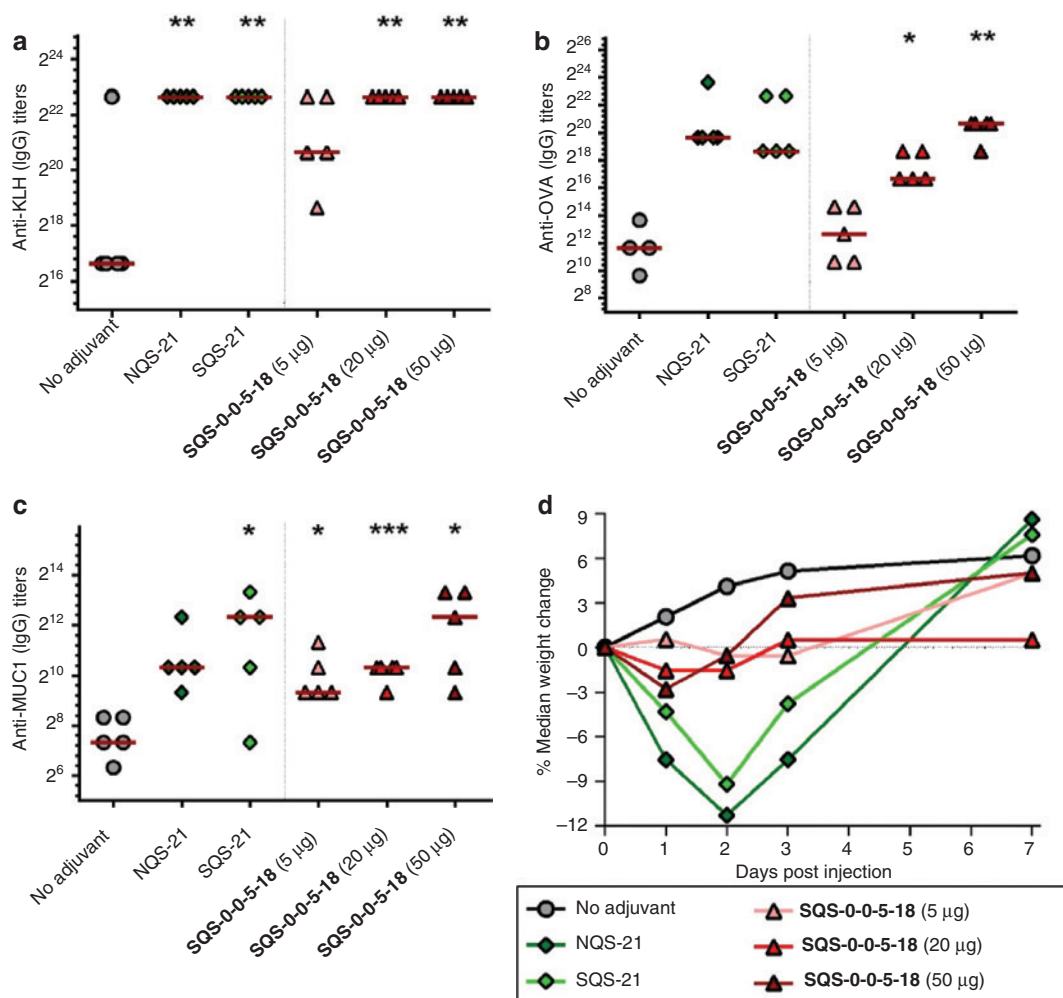 a
** ** ** **
Anti-KLH (IgG) titers
2^24
2^22
2^20
2^18
2^16
No adjuvant
NQS-21
SQS-21
SQS-0-0-5-18 (5 µg)
SQS-0-0-5-18 (20 µg)
SQS-0-0-5-18 (50 µg)
b
* **
Anti-OVA (IgG) titers
2^26
2^24
2^22
2^20
2^18
2^16
2^14
2^12
2^10
2^8
No adjuvant
NQS-21
SQS-21
SQS-0-0-5-18 (5 µg)
SQS-0-0-5-18 (20 µg)
SQS-0-0-5-18 (50 µg)
c
* * *** *
Anti-MUC1 (IgG) titers
2^14
2^12
2^10
2^8
2^6
No adjuvant
NQS-21
SQS-21
SQS-0-0-5-18 (5 µg)
SQS-0-0-5-18 (20 µg)
SQS-0-0-5-18 (50 µg)
d
% Median weight change
9
6
3
0
−3
−6
−9
−12
0 1 2 3 4 5 6 7
Days post injection
No adjuvant
NQS-21
SQS-21
SQS-0-0-5-18 (5 µg)
SQS-0-0-5-18 (20 µg)
SQS-0-0-5-18 (50 µg)